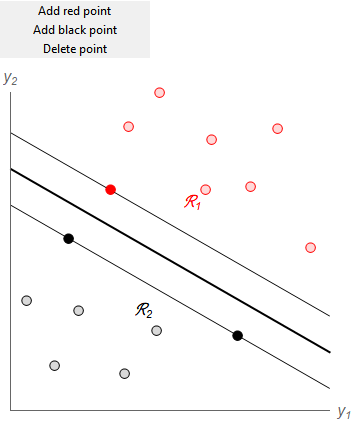 Add red point
Add black point
Delete point
y₂
ℛ₁
ℛ₂
y₁